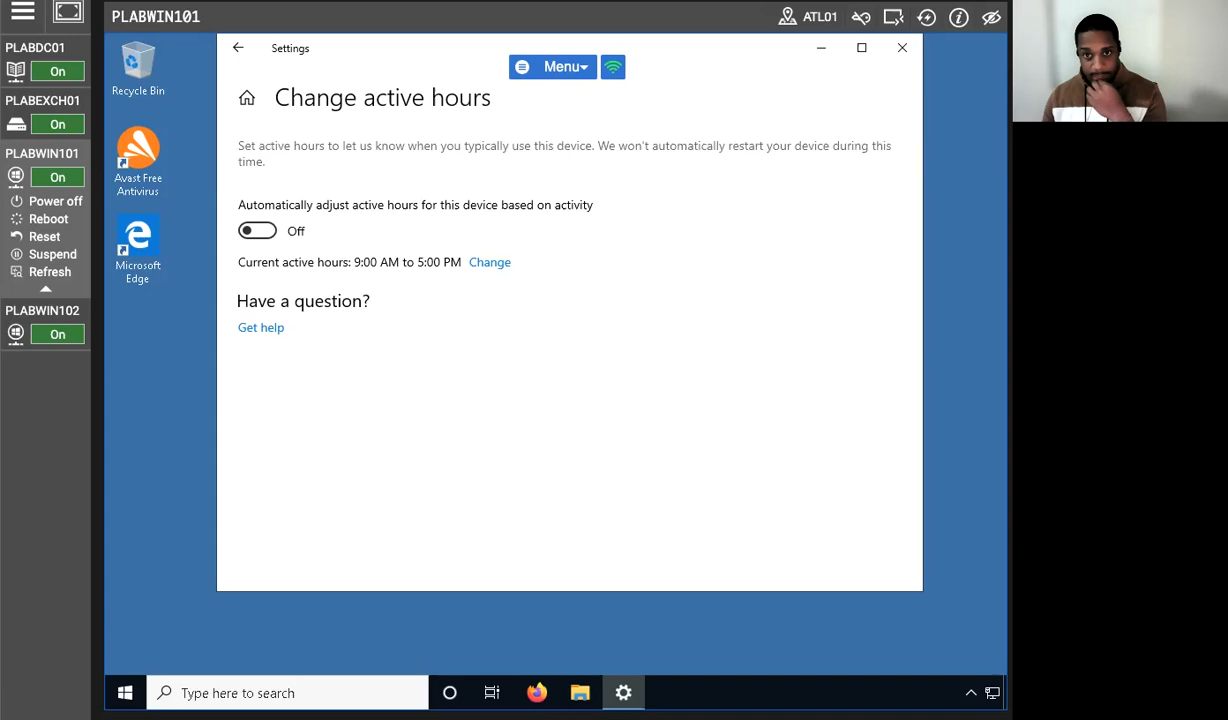 PLABWIN101
ATL01
PLABDC01
On
PLABEXCH01
On
PLABWIN101
On
Power off
Reboot
Reset
Suspend
Refresh
PLABWIN102
On
Recycle Bin
Avast Free
Antivirus
Microsoft
Edge
Settings
Menu
Change active hours
Set active hours to let us know when you typically use this device. We won't automatically restart your device during this
time.
Automatically adjust active hours for this device based on activity
Off
Current active hours: 9:00 AM to 5:00 PM Change
Have a question?
Get help
Type here to search